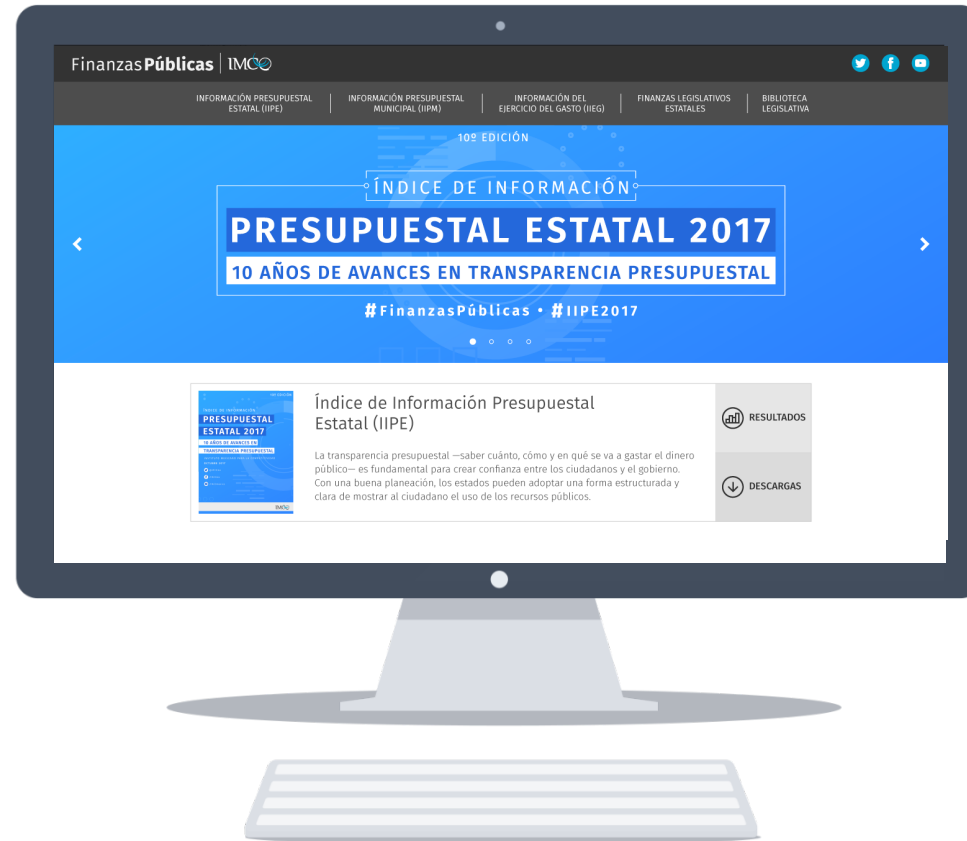 FinanzasPúblicas | IMCO
INFORMACIÓN PRESUPUESTAL
ESTATAL (IIPE)
INFORMACIÓN PRESUPUESTAL
MUNICIPAL (IIPM)
INFORMACIÓN DEL
EJERCICIO DEL GASTO (IIEG)
FINANZAS LEGISLATIVOS
ESTATALES
BIBLIOTECA
LEGISLATIVA
10º EDICIÓN
ÍNDICE DE INFORMACIÓN
PRESUPUESTAL ESTATAL 2017
10 AÑOS DE AVANCES EN TRANSPARENCIA PRESUPUESTAL
#FinanzasPúblicas • #IIPE2017
ÍNDICE DE INFORMACIÓN
PRESUPUESTAL
ESTATAL 2017
10 AÑOS DE AVANCES EN
TRANSPARENCIA PRESUPUESTAL
IMCO
Índice de Información Presupuestal
Estatal (IIPE)
La transparencia presupuestal —saber cuánto, cómo y en qué se va a gastar el dinero
público— es fundamental para crear confianza entre los ciudadanos y el gobierno.
Con una buena planeación, los estados pueden adoptar una forma estructurada y
clara de mostrar al ciudadano el uso de los recursos públicos.
RESULTADOS
DESCARGAS